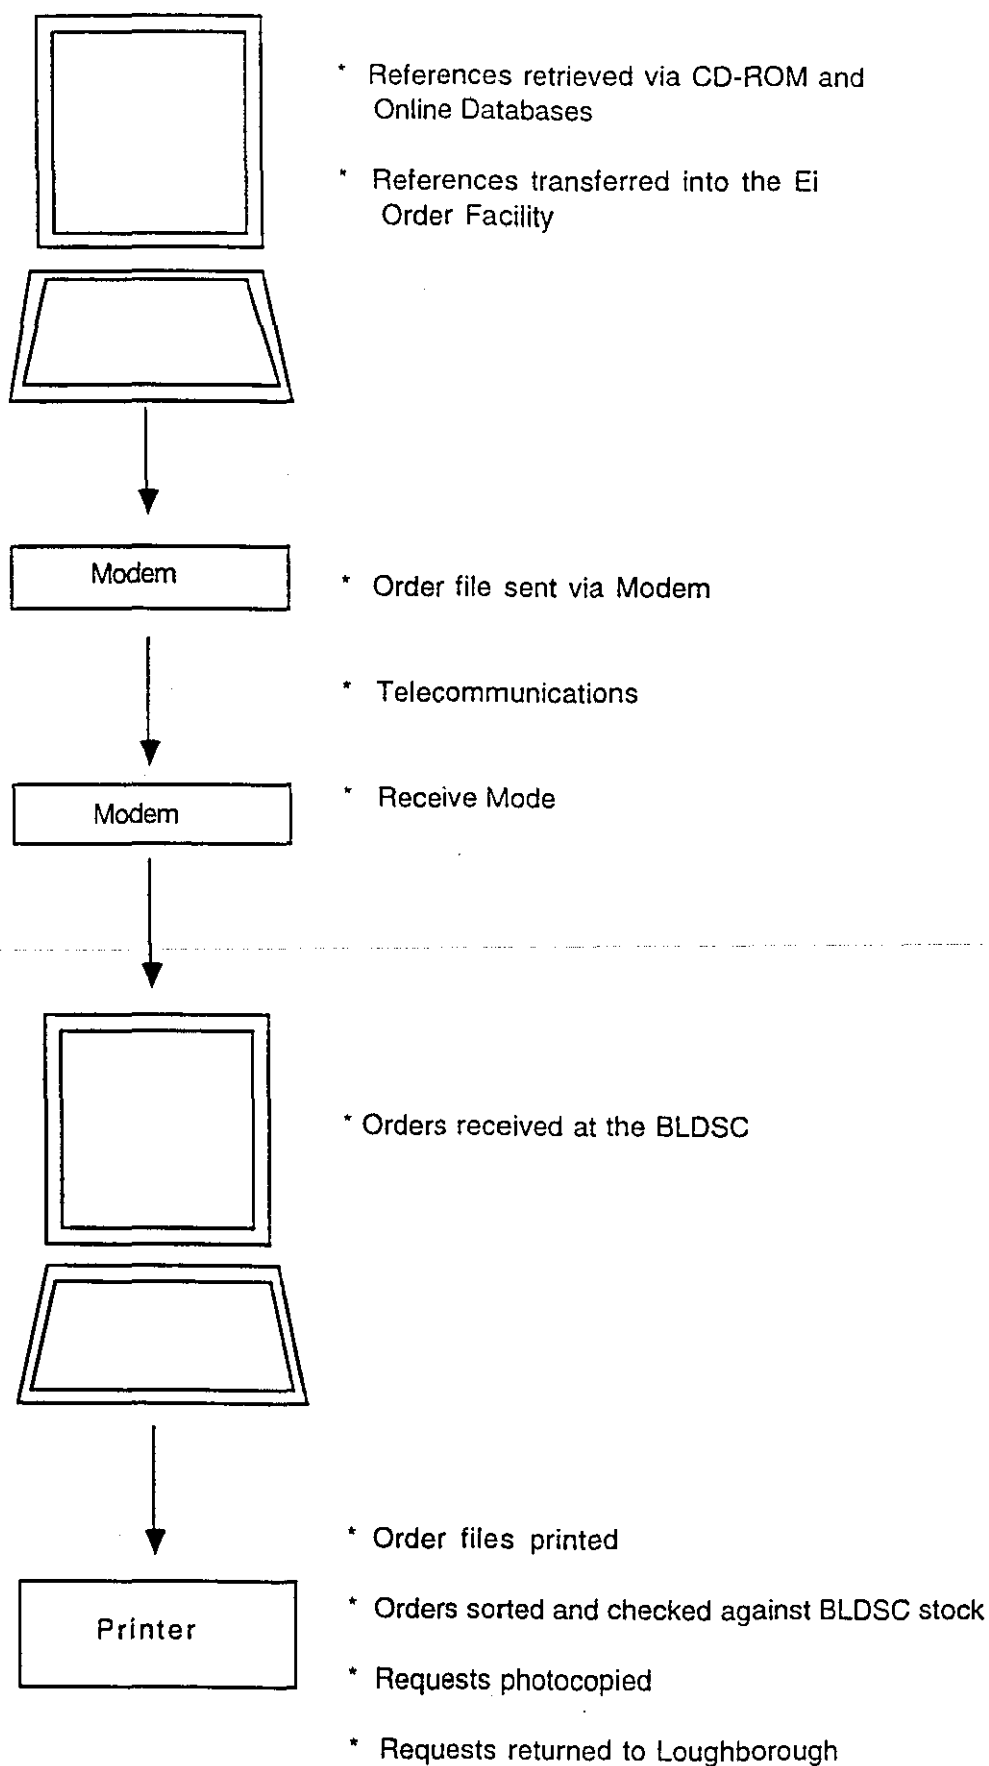 * References retrieved via CD-ROM and
Online Databases
* References transferred into the Ei
Order Facility
Modem
* Order file sent via Modem
* Telecommunications
Modem
* Receive Mode
* Orders received at the BLDSC
* Order files printed
Printer
* Orders sorted and checked against BLDSC stock
* Requests photocopied
* Requests returned to Loughborough